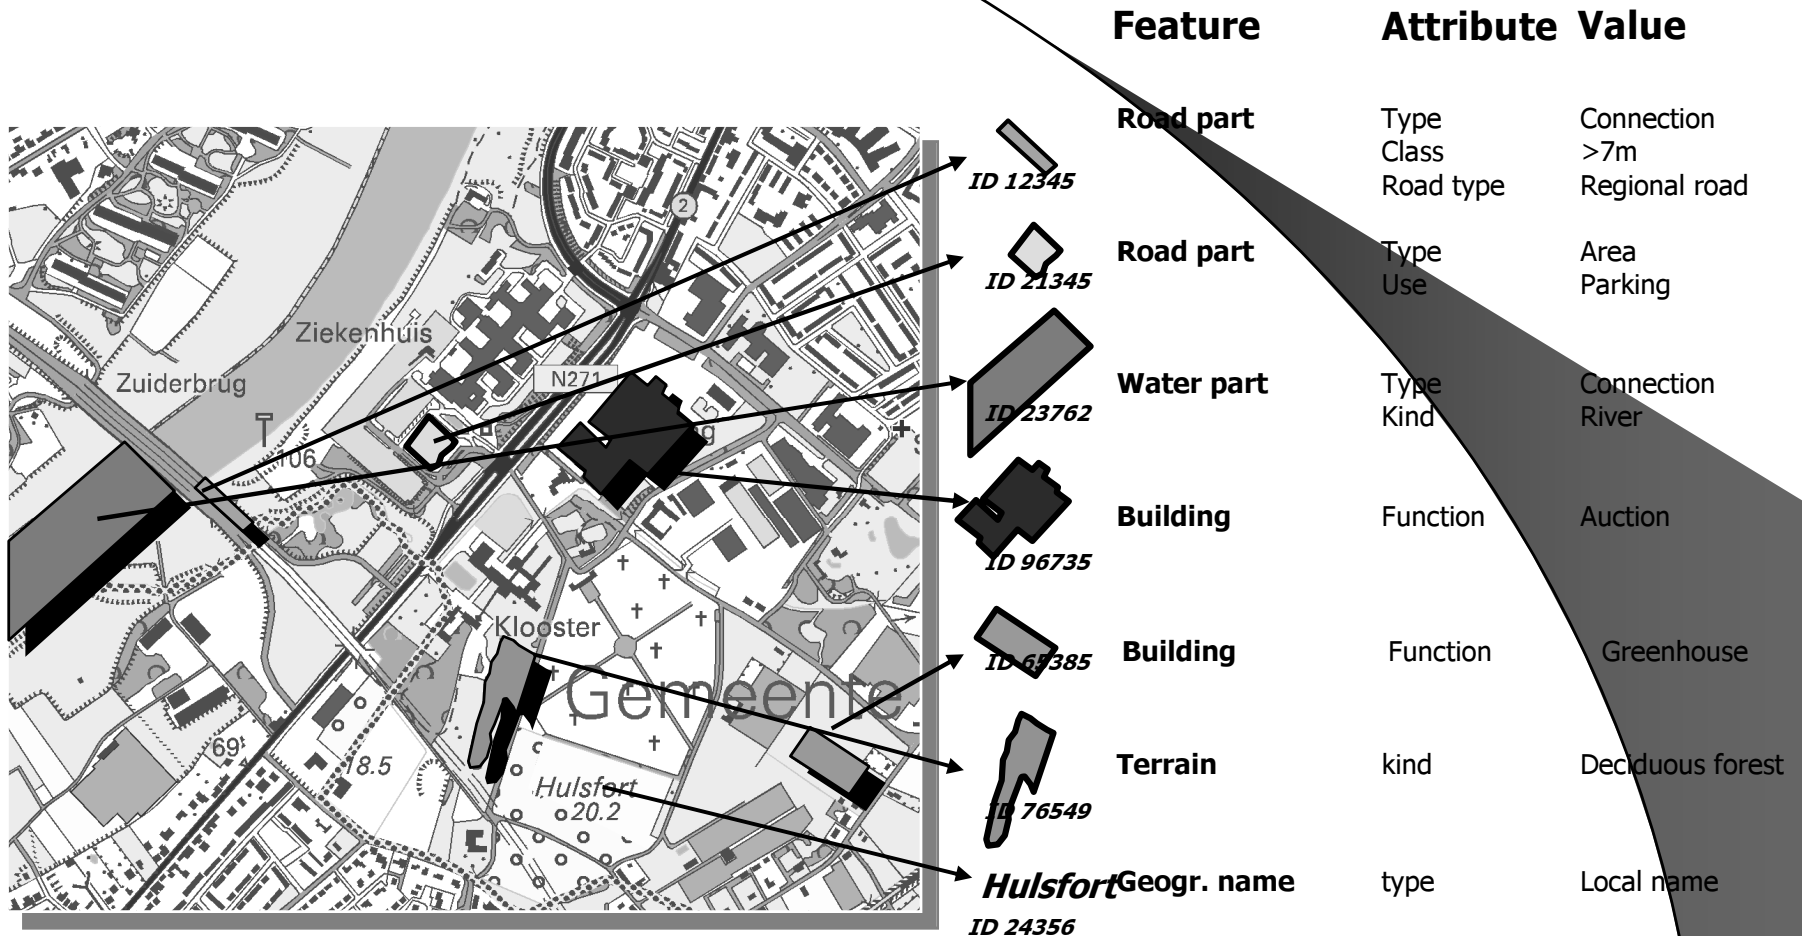 Feature Attribute Value
Road part Type Connection
Class >7m
Road type Regional road
ID 12345
Road part Type Area
Use Parking
ID 21345
Water part Type Connection
Kind River
ID 23762
Building Function Auction
ID 96735
Building Function Greenhouse
ID 65385
Terrain kind Deciduous forest
ID 76549
Hulsfort Geogr. name type Local name
ID 24356
2
Ziekenhuis
Zuiderbrug
N271
106
Klooster
Gemeente
69
18.5
Hulsfort
20.2